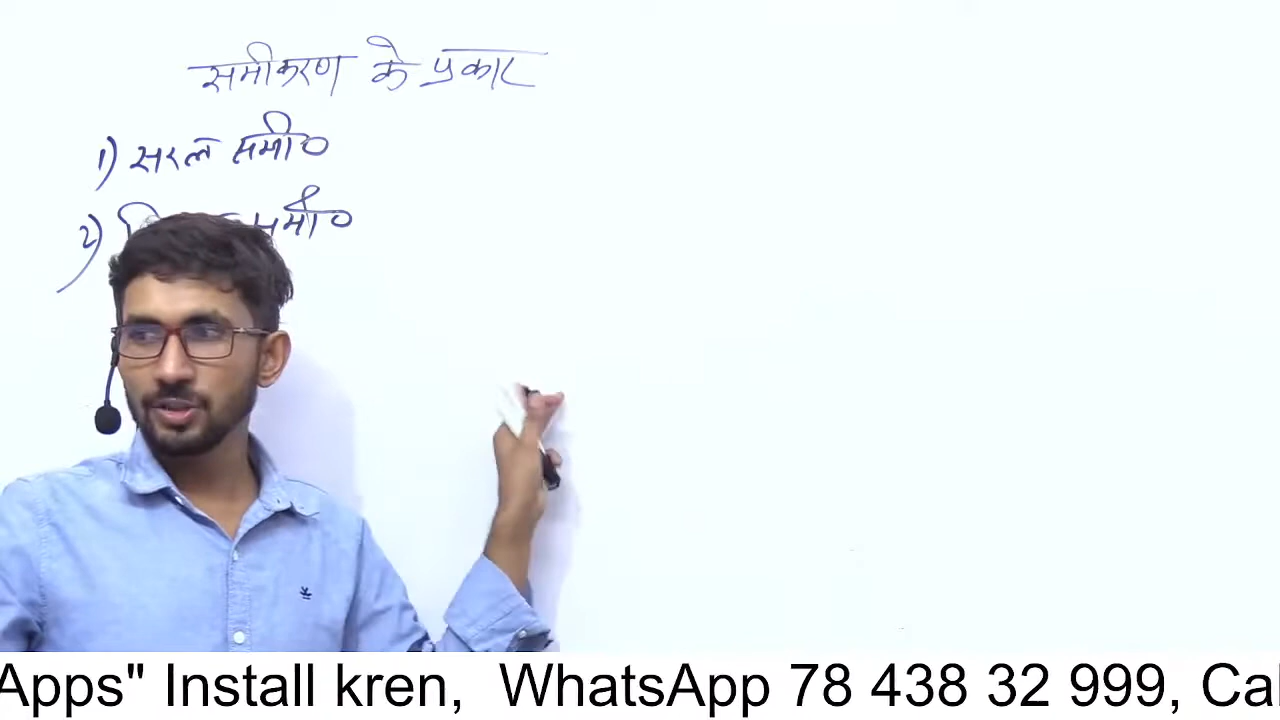 समीकरण के प्रकार
1) सरल समी०
2) समी०
Apps" Install kren, WhatsApp 78 438 32 999, Cal